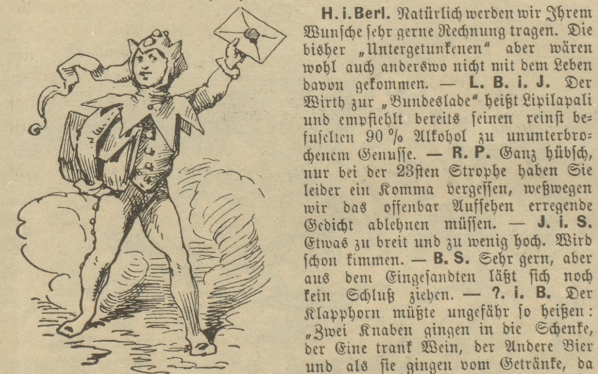 H. i. Berl. Natürlich werden wir Ihrem
Wunsche sehr gerne Rechnung tragen. Die
bisher „Untergetunkenen“ aber wären
wohl auch anderswo nicht mit dem Leben
davon gekommen. — L. B. i. J. Der
Wirth zur „Bundeslade“ heißt Lipilapali
und empfiehlt bereits seinen reinst be-
fuselten 90 % Alkohol zu ununterbro-
chenem Genusse. — R. P. Ganz hübsch,
nur bei der 23sten Strophe haben Sie
leider ein Komma vergessen, weßwegen
wir das offenbar Aufsehen erregende
Gedicht ablehnen müssen. — J. i. S.
Etwas zu breit und zu wenig hoch. Wird
schon kimmen. — B. S. Sehr gern, aber
aus dem Eingesandten läßt sich noch
kein Schluß ziehen. — ?. i. B. Der
Klapphorn müßte ungefähr so heißen:
„Zwei Knaben gingen in die Schenke,
der Eine trank Wein, der Andere Bier
und als sie gingen vom Getränke, da